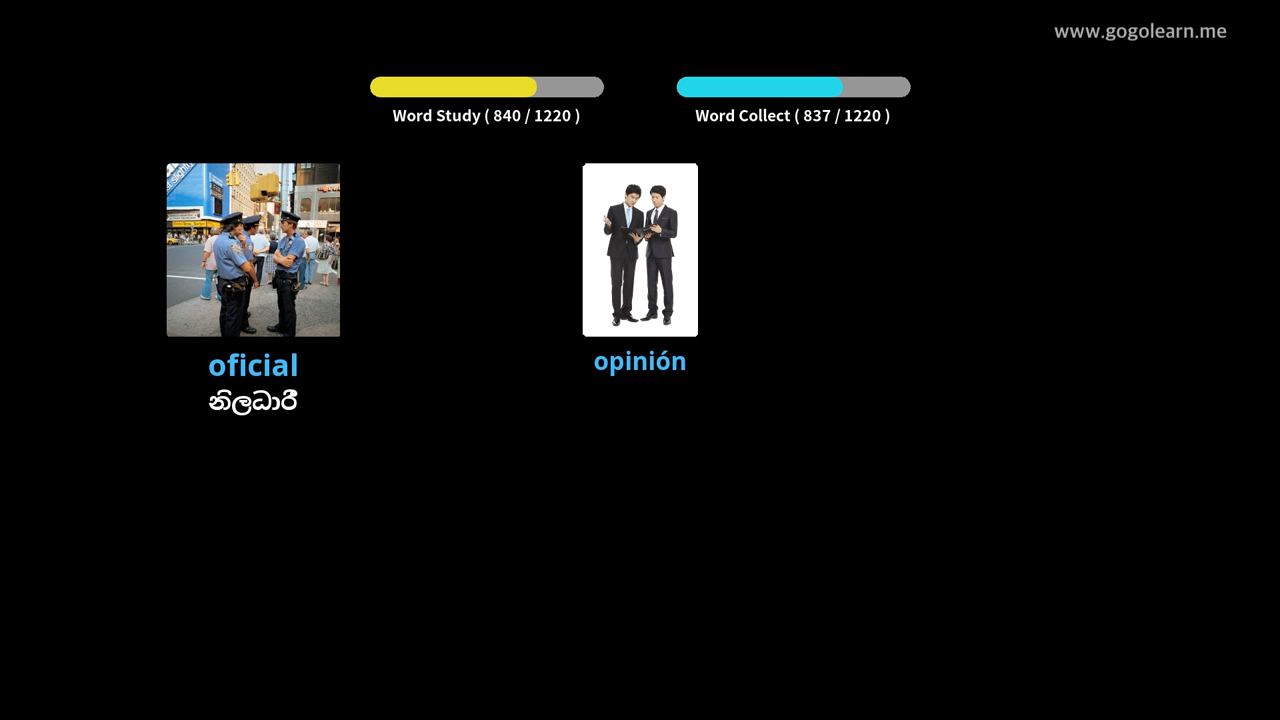 www.gogolearn.me
Word Study ( 840 / 1220 )
Word Collect ( 837 / 1220 )
oficial
නිලධාරී
opinión